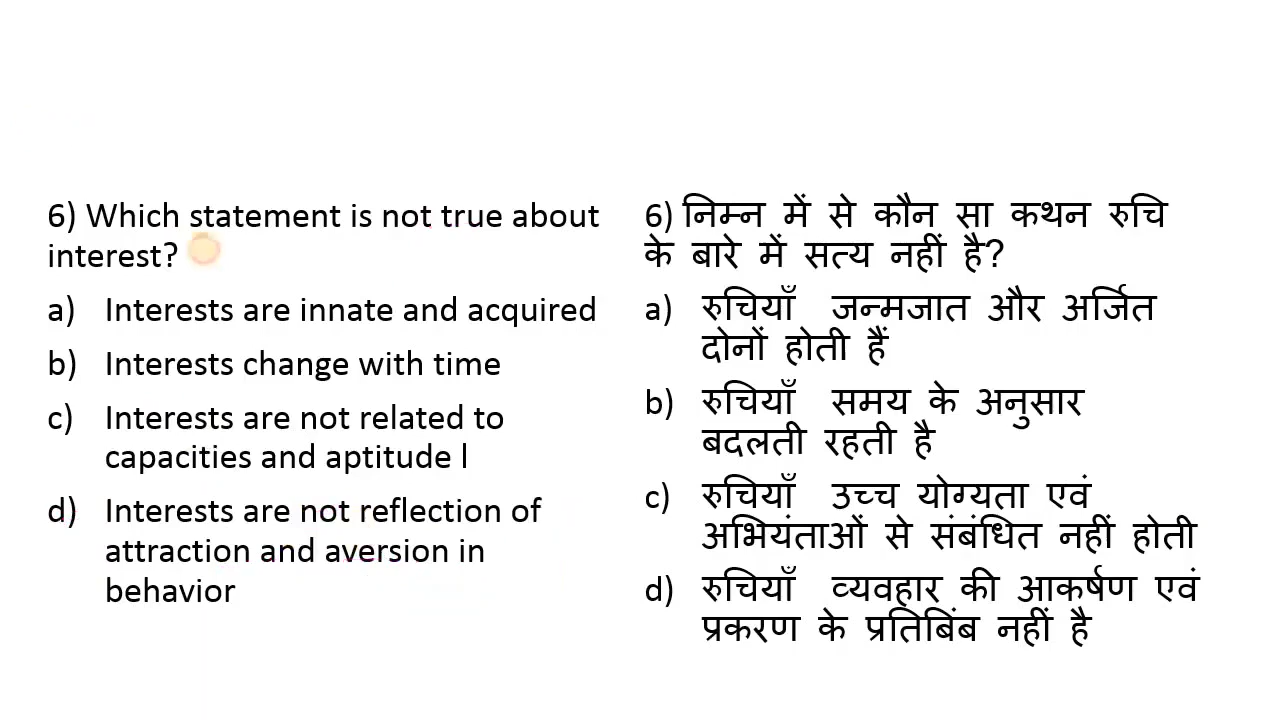 6) Which statement is not true about
interest?
a) Interests are innate and acquired
b) Interests change with time
c) Interests are not related to
capacities and aptitude l
d) Interests are not reflection of
attraction and aversion in
behavior
6) निम्न में से कौन सा कथन रुचि
के बारे में सत्य नहीं है?
a) रुचियाँ जन्मजात और अर्जित
दोनों होती हैं
b) रुचियाँ समय के अनुसार
बदलती रहती है
c) रुचियाँ उच्च योग्यता एवं
अभियंताओं से संबंधित नहीं होती
d) रुचियाँ व्यवहार की आकर्षण एवं
प्रकरण के प्रतिबिंब नहीं है